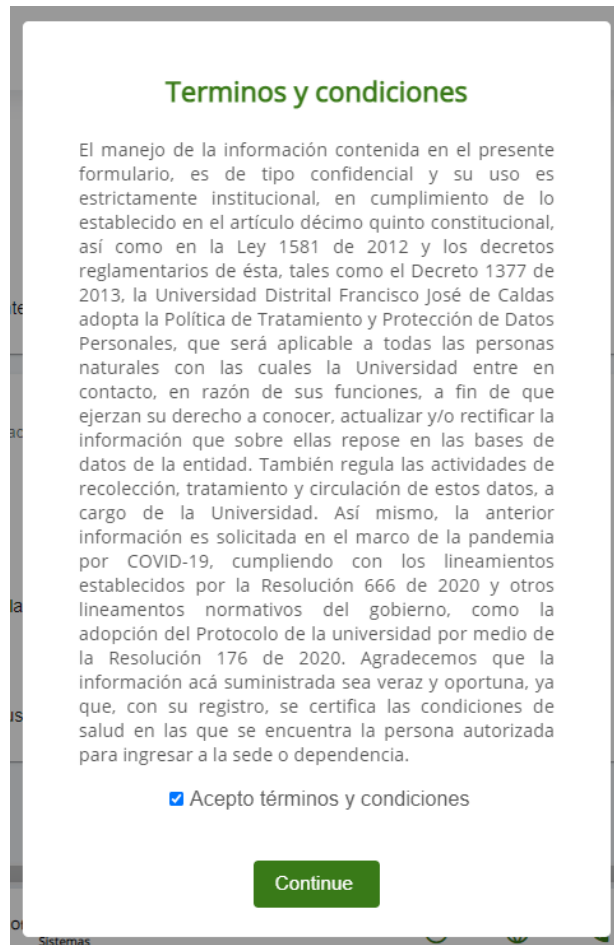 Terminos y condiciones
El manejo de la información contenida en el presente
formulario, es de tipo confidencial y su uso es
estrictamente institucional, en cumplimiento de lo
establecido en el artículo décimo quinto constitucional,
así como en la Ley 1581 de 2012 y los decretos
reglamentarios de ésta, tales como el Decreto 1377 de
2013, la Universidad Distrital Francisco José de Caldas
adopta la Política de Tratamiento y Protección de Datos
Personales, que será aplicable a todas las personas
naturales con las cuales la Universidad entre en
contacto, en razón de sus funciones, a fin de que
ejerzan su derecho a conocer, actualizar y/o rectificar la
información que sobre ellas repose en las bases de
datos de la entidad. También regula las actividades de
recolección, tratamiento y circulación de estos datos, a
cargo de la Universidad. Así mismo, la anterior
información es solicitada en el marco de la pandemia
por COVID-19, cumpliendo con los lineamientos
establecidos por la Resolución 666 de 2020 y otros
lineamentos normativos del gobierno, como la
adopción del Protocolo de la universidad por medio de
la Resolución 176 de 2020. Agradecemos que la
información acá suministrada sea veraz y oportuna, ya
que, con su registro, se certifica las condiciones de
salud en las que se encuentra la persona autorizada
para ingresar a la sede o dependencia.
Acepto términos y condiciones
Continue
Sistemas